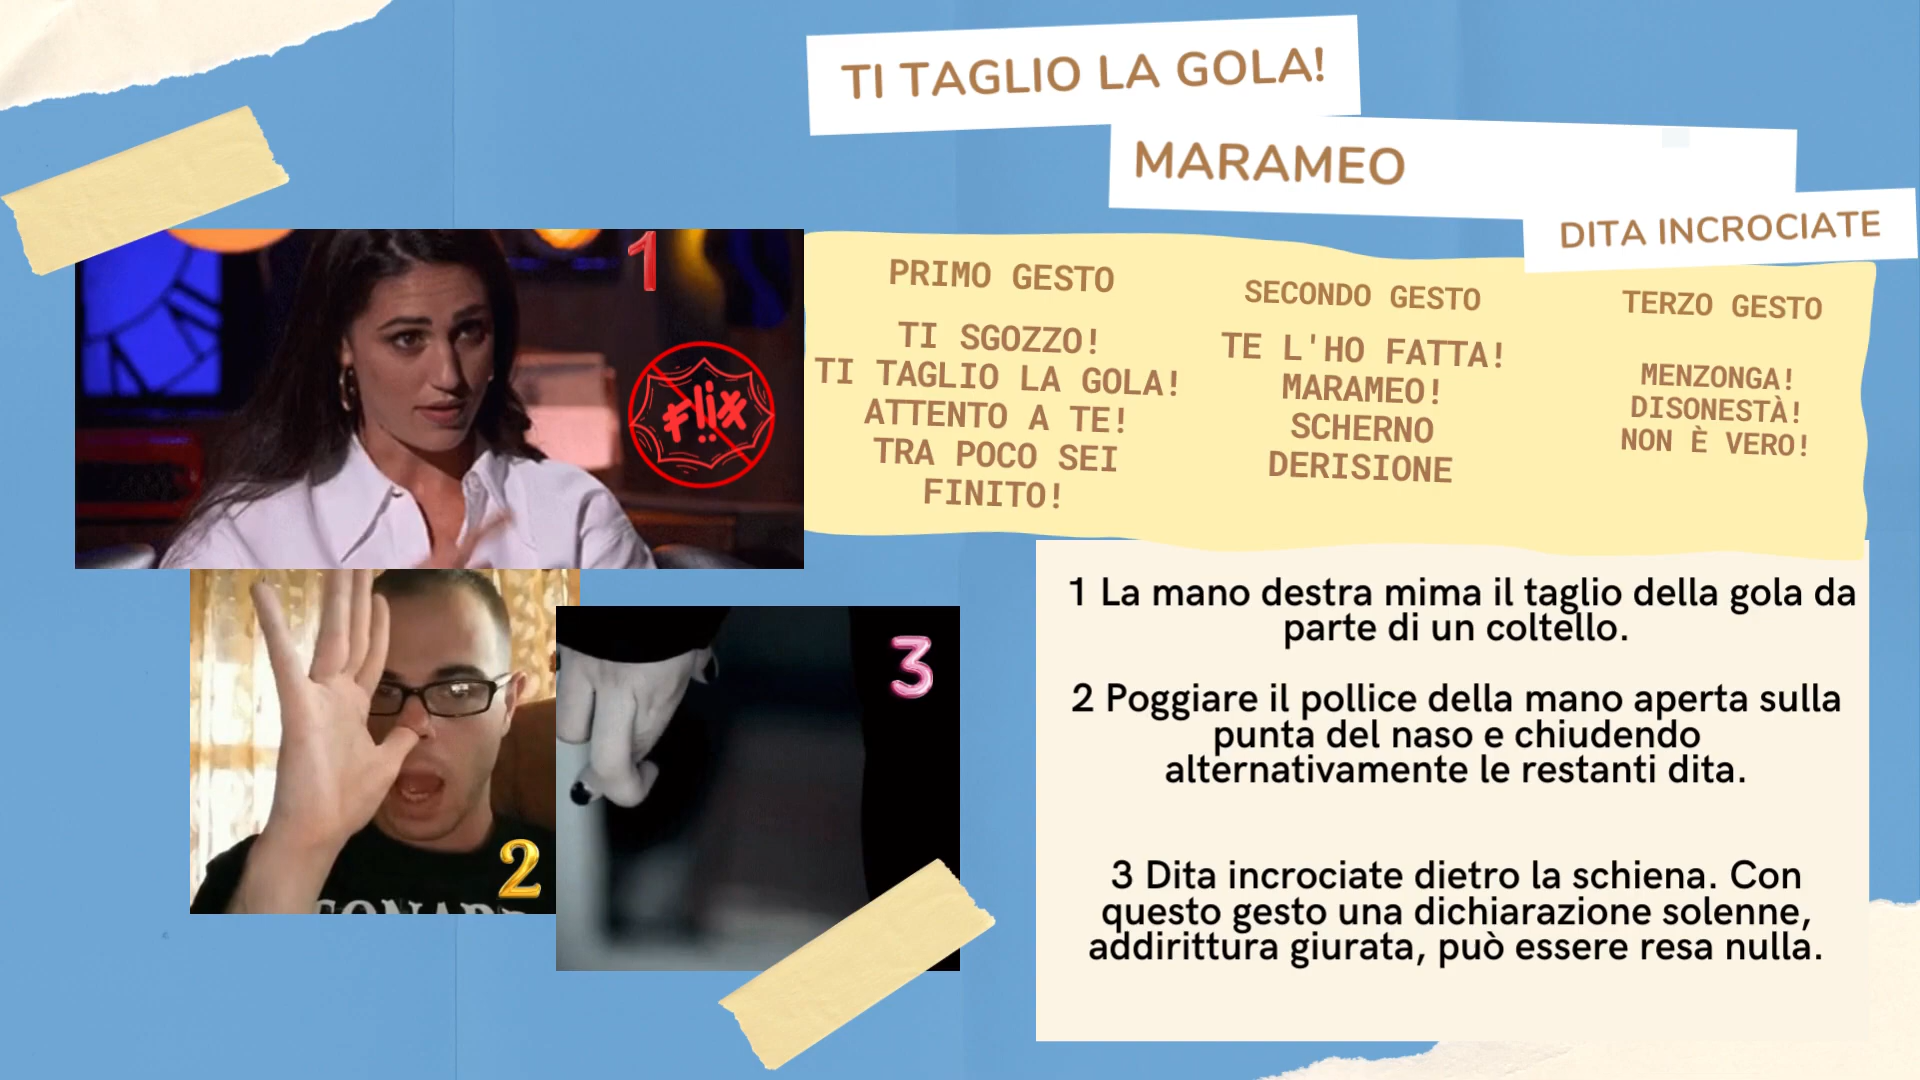 TI TAGLIO LA GOLA!
MARAMEO
DITA INCROCIATE
1
FLiX
PRIMO GESTO
TI SGOZZO!
TI TAGLIO LA GOLA!
ATTENTO A TE!
TRA POCO SEI
FINITO!
SECONDO GESTO
TE L'HO FATTA!
MARAMEO!
SCHERNO
DERISIONE
TERZO GESTO
MENZONGA!
DISONESTÀ!
NON È VERO!
2
3
1 La mano destra mima il taglio della gola da
parte di un coltello.
2 Poggiare il pollice della mano aperta sulla
punta del naso e chiudendo
alternativamente le restanti dita.
3 Dita incrociate dietro la schiena. Con
questo gesto una dichiarazione solenne,
addirittura giurata, può essere resa nulla.